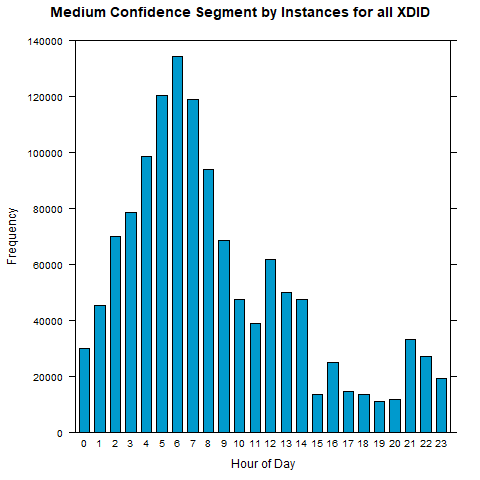 Medium Confidence Segment by Instances for all XDID
140000
120000
100000
80000
60000
40000
20000
0
Frequency
0 1 2 3 4 5 6 7 8 9 10 11 12 13 14 15 16 17 18 19 20 21 22 23
Hour of Day